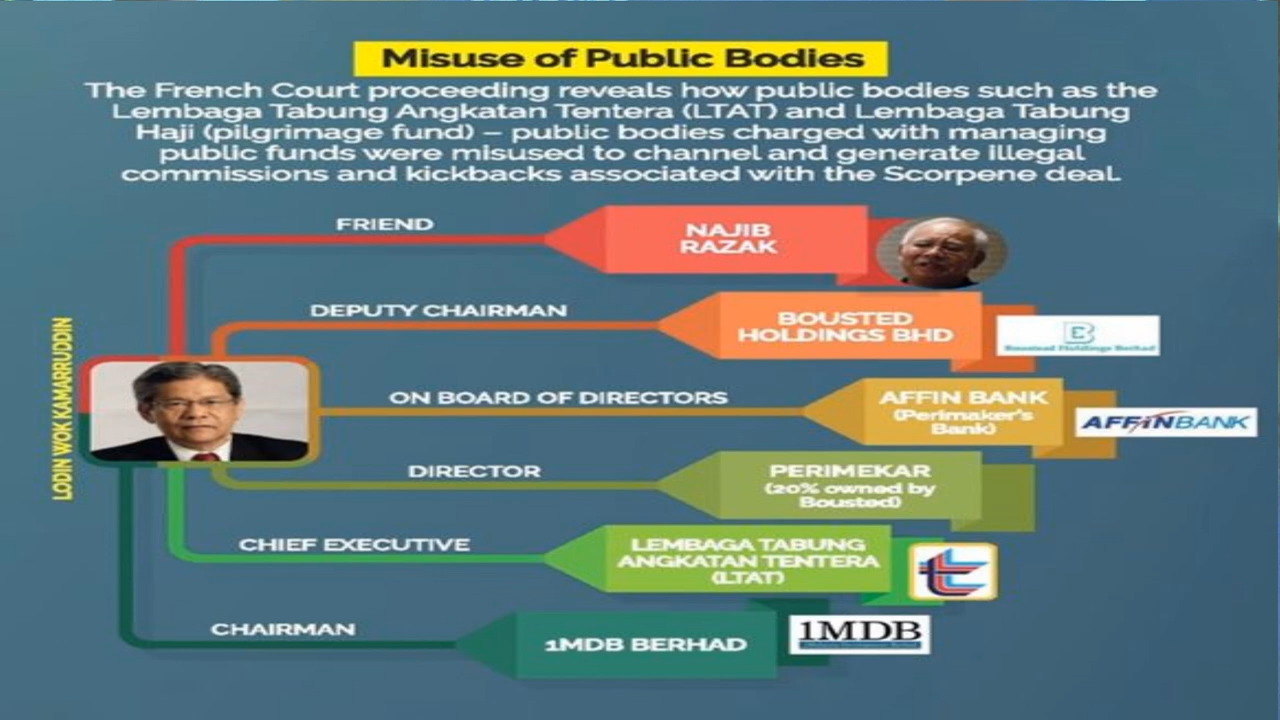 Misuse of Public Bodies
The French Court proceeding reveals how public bodies such as the
Lembaga Tabung Angkatan Tentera (LTAT) and Lembaga Tabung
Haji (pilgrimage fund) – public bodies charged with managing
public funds were misused to channel and generate illegal
commissions and kickbacks associated with the Scorpene deal.
FRIEND
NAJIB
RAZAK
DEPUTY CHAIRMAN
BOUSTED
HOLDINGS BHD
Boustead Holdings Berhad
LODIN WOK KAMARRUDDIN
ON BOARD OF DIRECTORS
AFFIN BANK
(Perimaker's
Bank)
AFFINBANK
DIRECTOR
PERIMEKAR
(20% owned by
Bousted)
CHIEF EXECUTIVE
LEMBAGA TABUNG
ANGKATAN TENTERA
(LTAT)
CHAIRMAN
1MDB BERHAD
1MDB